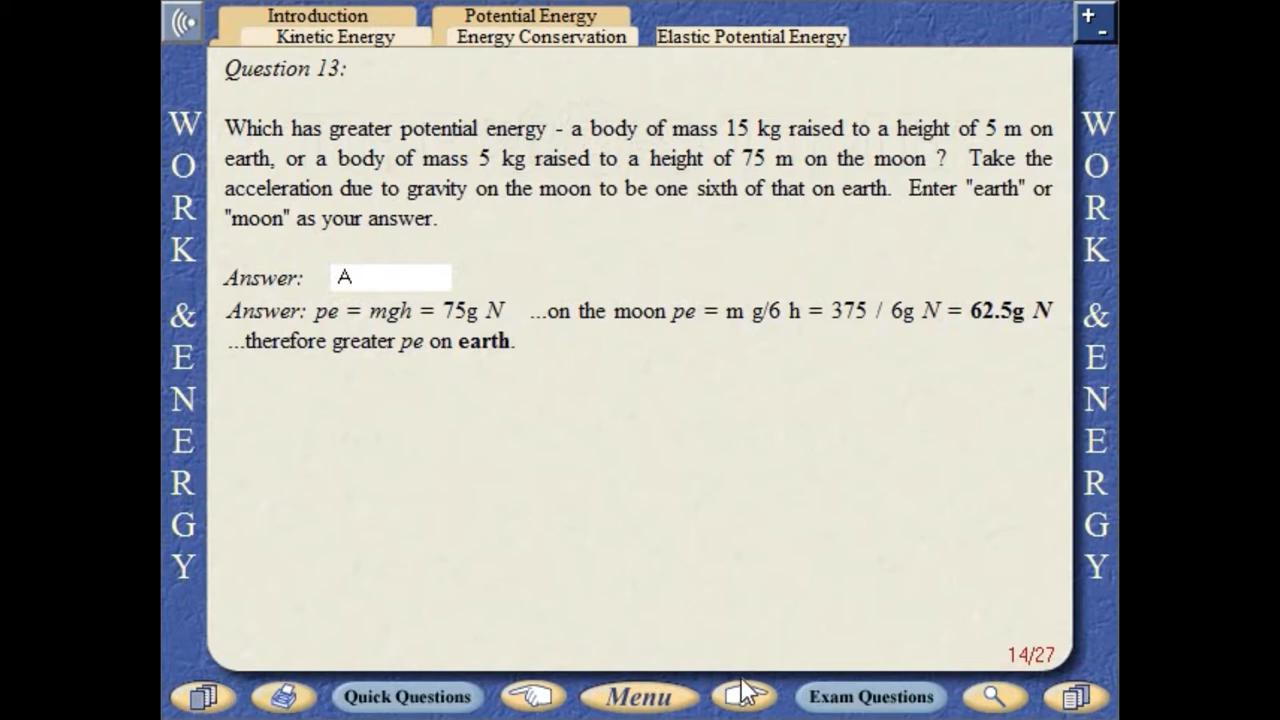 Introduction
Potential Energy
Kinetic Energy
Energy Conservation
Elastic Potential Energy
+
-
Question 13:
Which has greater potential energy - a body of mass 15 kg raised to a height of 5 m on
earth, or a body of mass 5 kg raised to a height of 75 m on the moon ? Take the
acceleration due to gravity on the moon to be one sixth of that on earth. Enter "earth" or
"moon" as your answer.
Answer: A
Answer: pe = mgh = 75g N ...on the moon pe = m g/6 h = 375 / 6g N = 62.5g N
...therefore greater pe on earth.
WORK & ENERGY
WORK & ENERGY
14/27
Quick Questions
Menu
Exam Questions